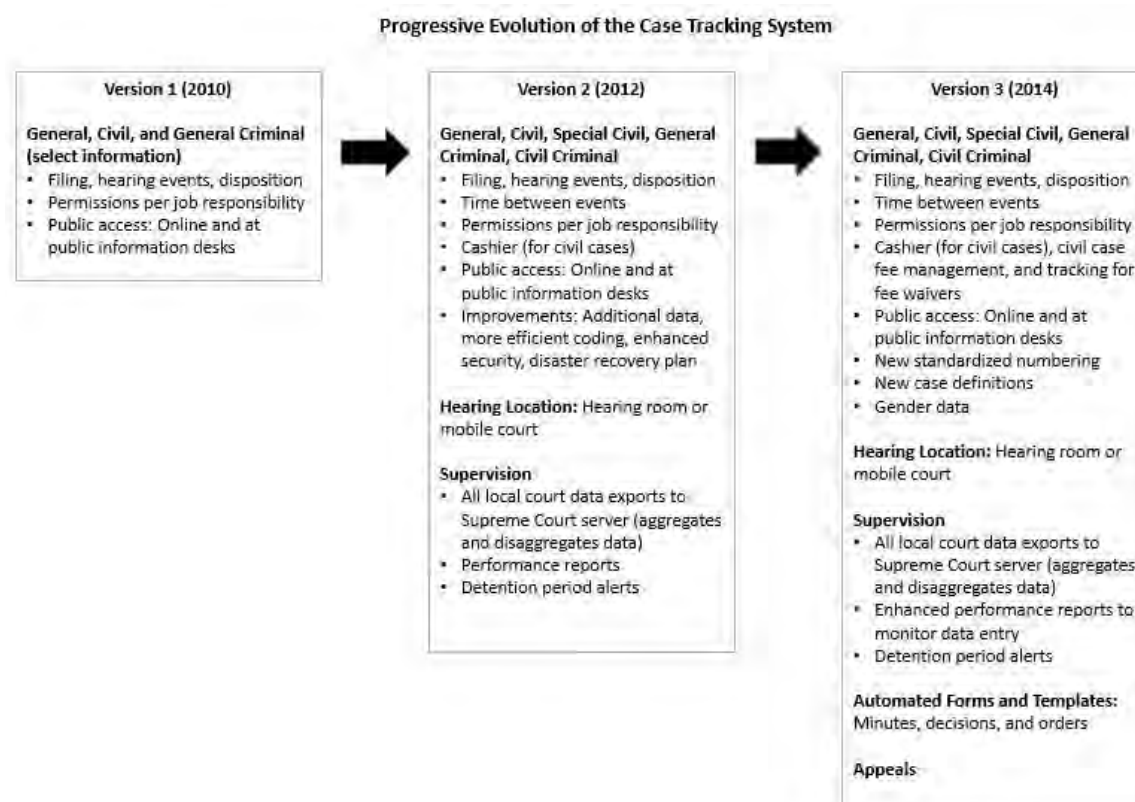 Progressive Evolution of the Case Tracking System
Version 1 (2010)
General, Civil, and General Criminal
(select information)
• Filing, hearing events, disposition
• Permissions per job responsibility
• Public access: Online and at
public information desks
Version 2 (2012)
General, Civil, Special Civil, General
Criminal, Civil Criminal
• Filing, hearing events, disposition
• Time between events
• Permissions per job responsibility
• Cashier (for civil cases)
• Public access: Online and at
public information desks
• Improvements: Additional data,
more efficient coding, enhanced
security, disaster recovery plan
Hearing Location: Hearing room or
mobile court
Supervision
• All local court data exports to
Supreme Court server (aggregates
and disaggregates data)
• Performance reports
• Detention period alerts
Version 3 (2014)
General, Civil, Special Civil, General
Criminal, Civil Criminal
• Filing, hearing events, disposition
• Time between events
• Permissions per job responsibility
• Cashier (for civil cases), civil case
fee management, and tracking for
fee waivers
• Public access: Online and at
public information desks
• New standardized numbering
• New case definitions
• Gender data
Hearing Location: Hearing room or
mobile court
Supervision
• All local court data exports to
Supreme Court server (aggregates
and disaggregates data)
• Enhanced performance reports to
monitor data entry
• Detention period alerts
Automated Forms and Templates:
Minutes, decisions, and orders
Appeals